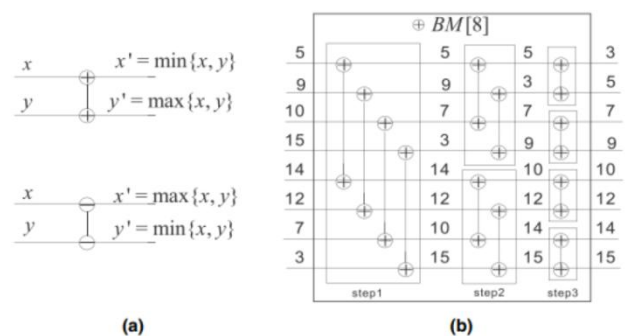 ⊕ BM[8]
x x' = min{x, y}
y y' = max{x, y}
x x' = max{x, y}
y y' = min{x, y}
5 5 5 3
9 9 3 5
10 7 7 7
15 3 9 9
14 14 10 10
12 12 12 12
7 10 14 14
3 15 15 15
step1 step2 step3
(a) (b)